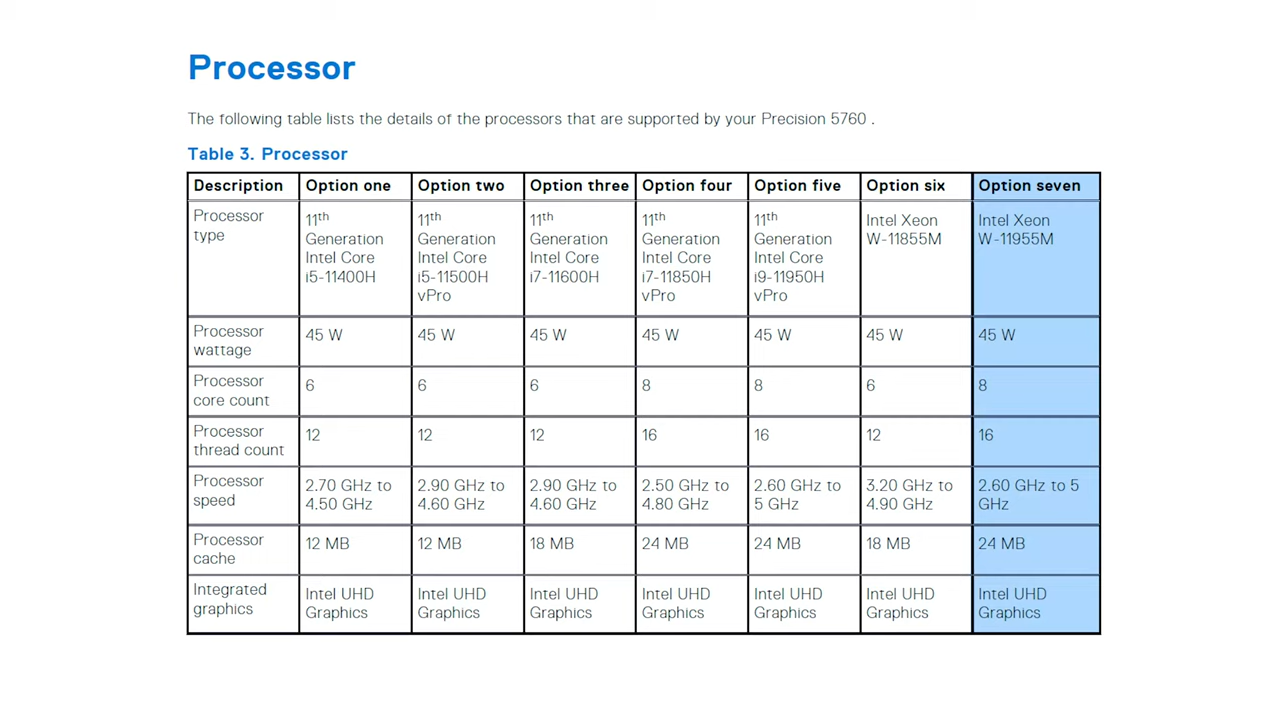 Processor
The following table lists the details of the processors that are supported by your Precision 5760 .
Table 3. Processor
Description Option one Option two Option three Option four Option five Option six Option seven
Processor type 11th Generation Intel Core i5-11400H 11th Generation Intel Core i5-11500H vPro 11th Generation Intel Core i7-11600H 11th Generation Intel Core i7-11850H vPro 11th Generation Intel Core i9-11950H vPro Intel Xeon W-11855M Intel Xeon W-11955M
Processor wattage 45 W 45 W 45 W 45 W 45 W 45 W 45 W
Processor core count 6 6 6 8 8 6 8
Processor thread count 12 12 12 16 16 12 16
Processor speed 2.70 GHz to 4.50 GHz 2.90 GHz to 4.60 GHz 2.90 GHz to 4.60 GHz 2.50 GHz to 4.80 GHz 2.60 GHz to 5 GHz 3.20 GHz to 4.90 GHz 2.60 GHz to 5 GHz
Processor cache 12 MB 12 MB 18 MB 24 MB 24 MB 18 MB 24 MB
Integrated graphics Intel UHD Graphics Intel UHD Graphics Intel UHD Graphics Intel UHD Graphics Intel UHD Graphics Intel UHD Graphics Intel UHD Graphics